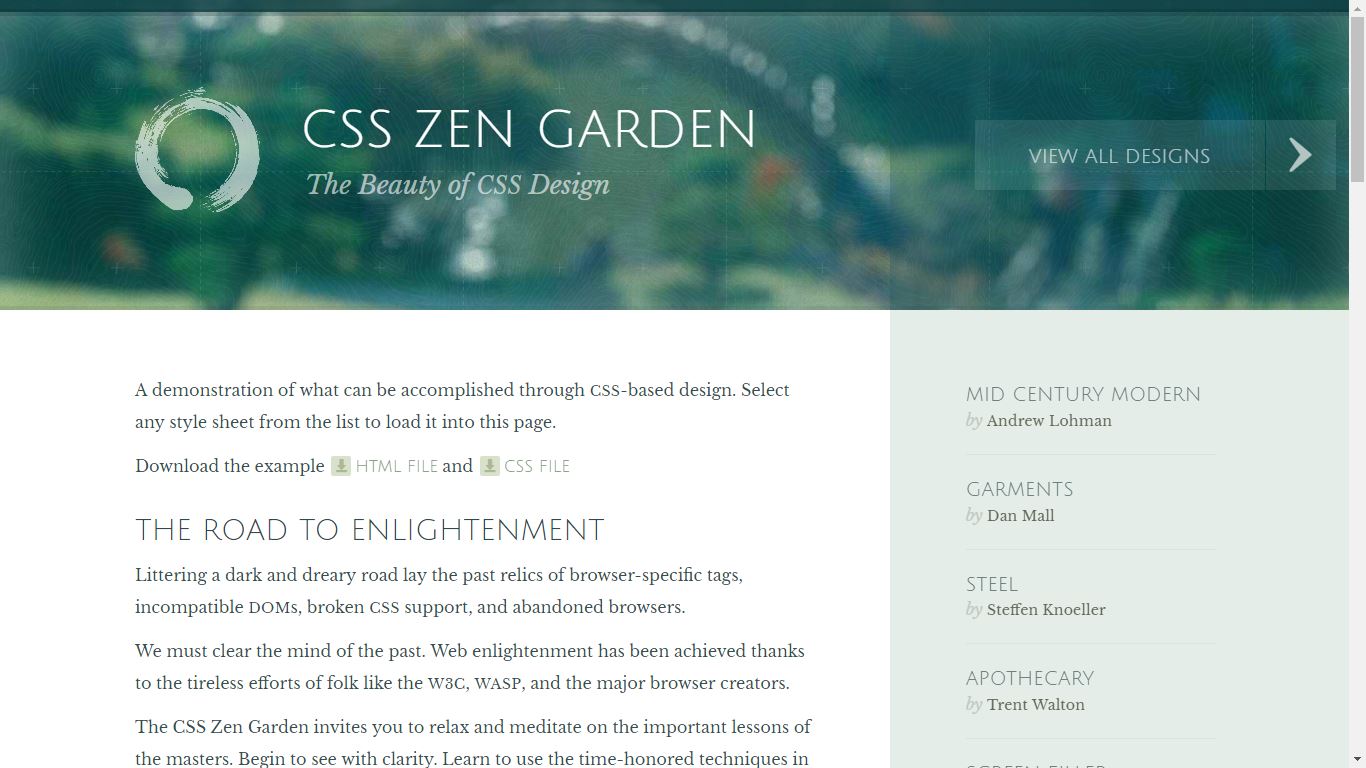 CSS ZEN GARDEN
The Beauty of CSS Design
VIEW ALL DESIGNS
A demonstration of what can be accomplished through CSS-based design. Select
any style sheet from the list to load it into this page.
Download the example HTML FILE and CSS FILE
THE ROAD TO ENLIGHTENMENT
Littering a dark and dreary road lay the past relics of browser-specific tags,
incompatible DOMs, broken CSS support, and abandoned browsers.
We must clear the mind of the past. Web enlightenment has been achieved thanks
to the tireless efforts of folk like the W3C, WASP, and the major browser creators.
The CSS Zen Garden invites you to relax and meditate on the important lessons of
the masters. Begin to see with clarity. Learn to use the time-honored techniques in
MID CENTURY MODERN
by Andrew Lohman
GARMENTS
by Dan Mall
STEEL
by Steffen Knoeller
APOTHECARY
by Trent Walton